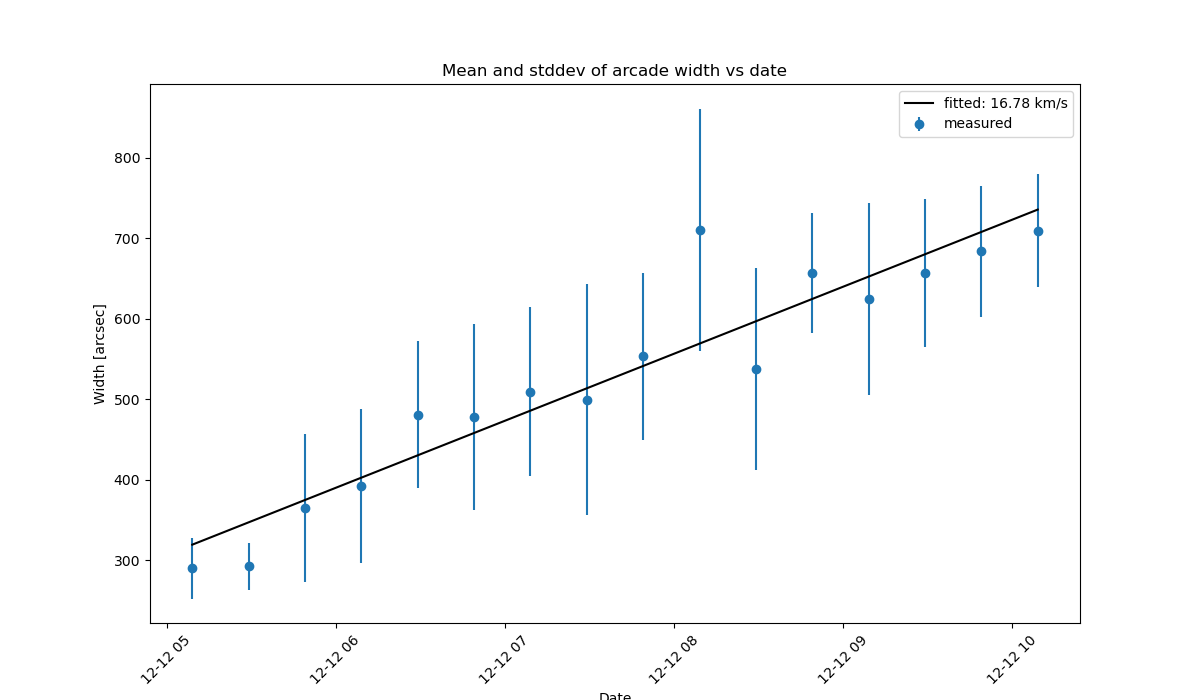 Mean and stddev of arcade width vs date
fitted: 16.78 km/s
measured
800
700
600
500
400
300
Width [arcsec]
12-12 05
12-12 06
12-12 07
12-12 08
12-12 09
12-12 10
Date